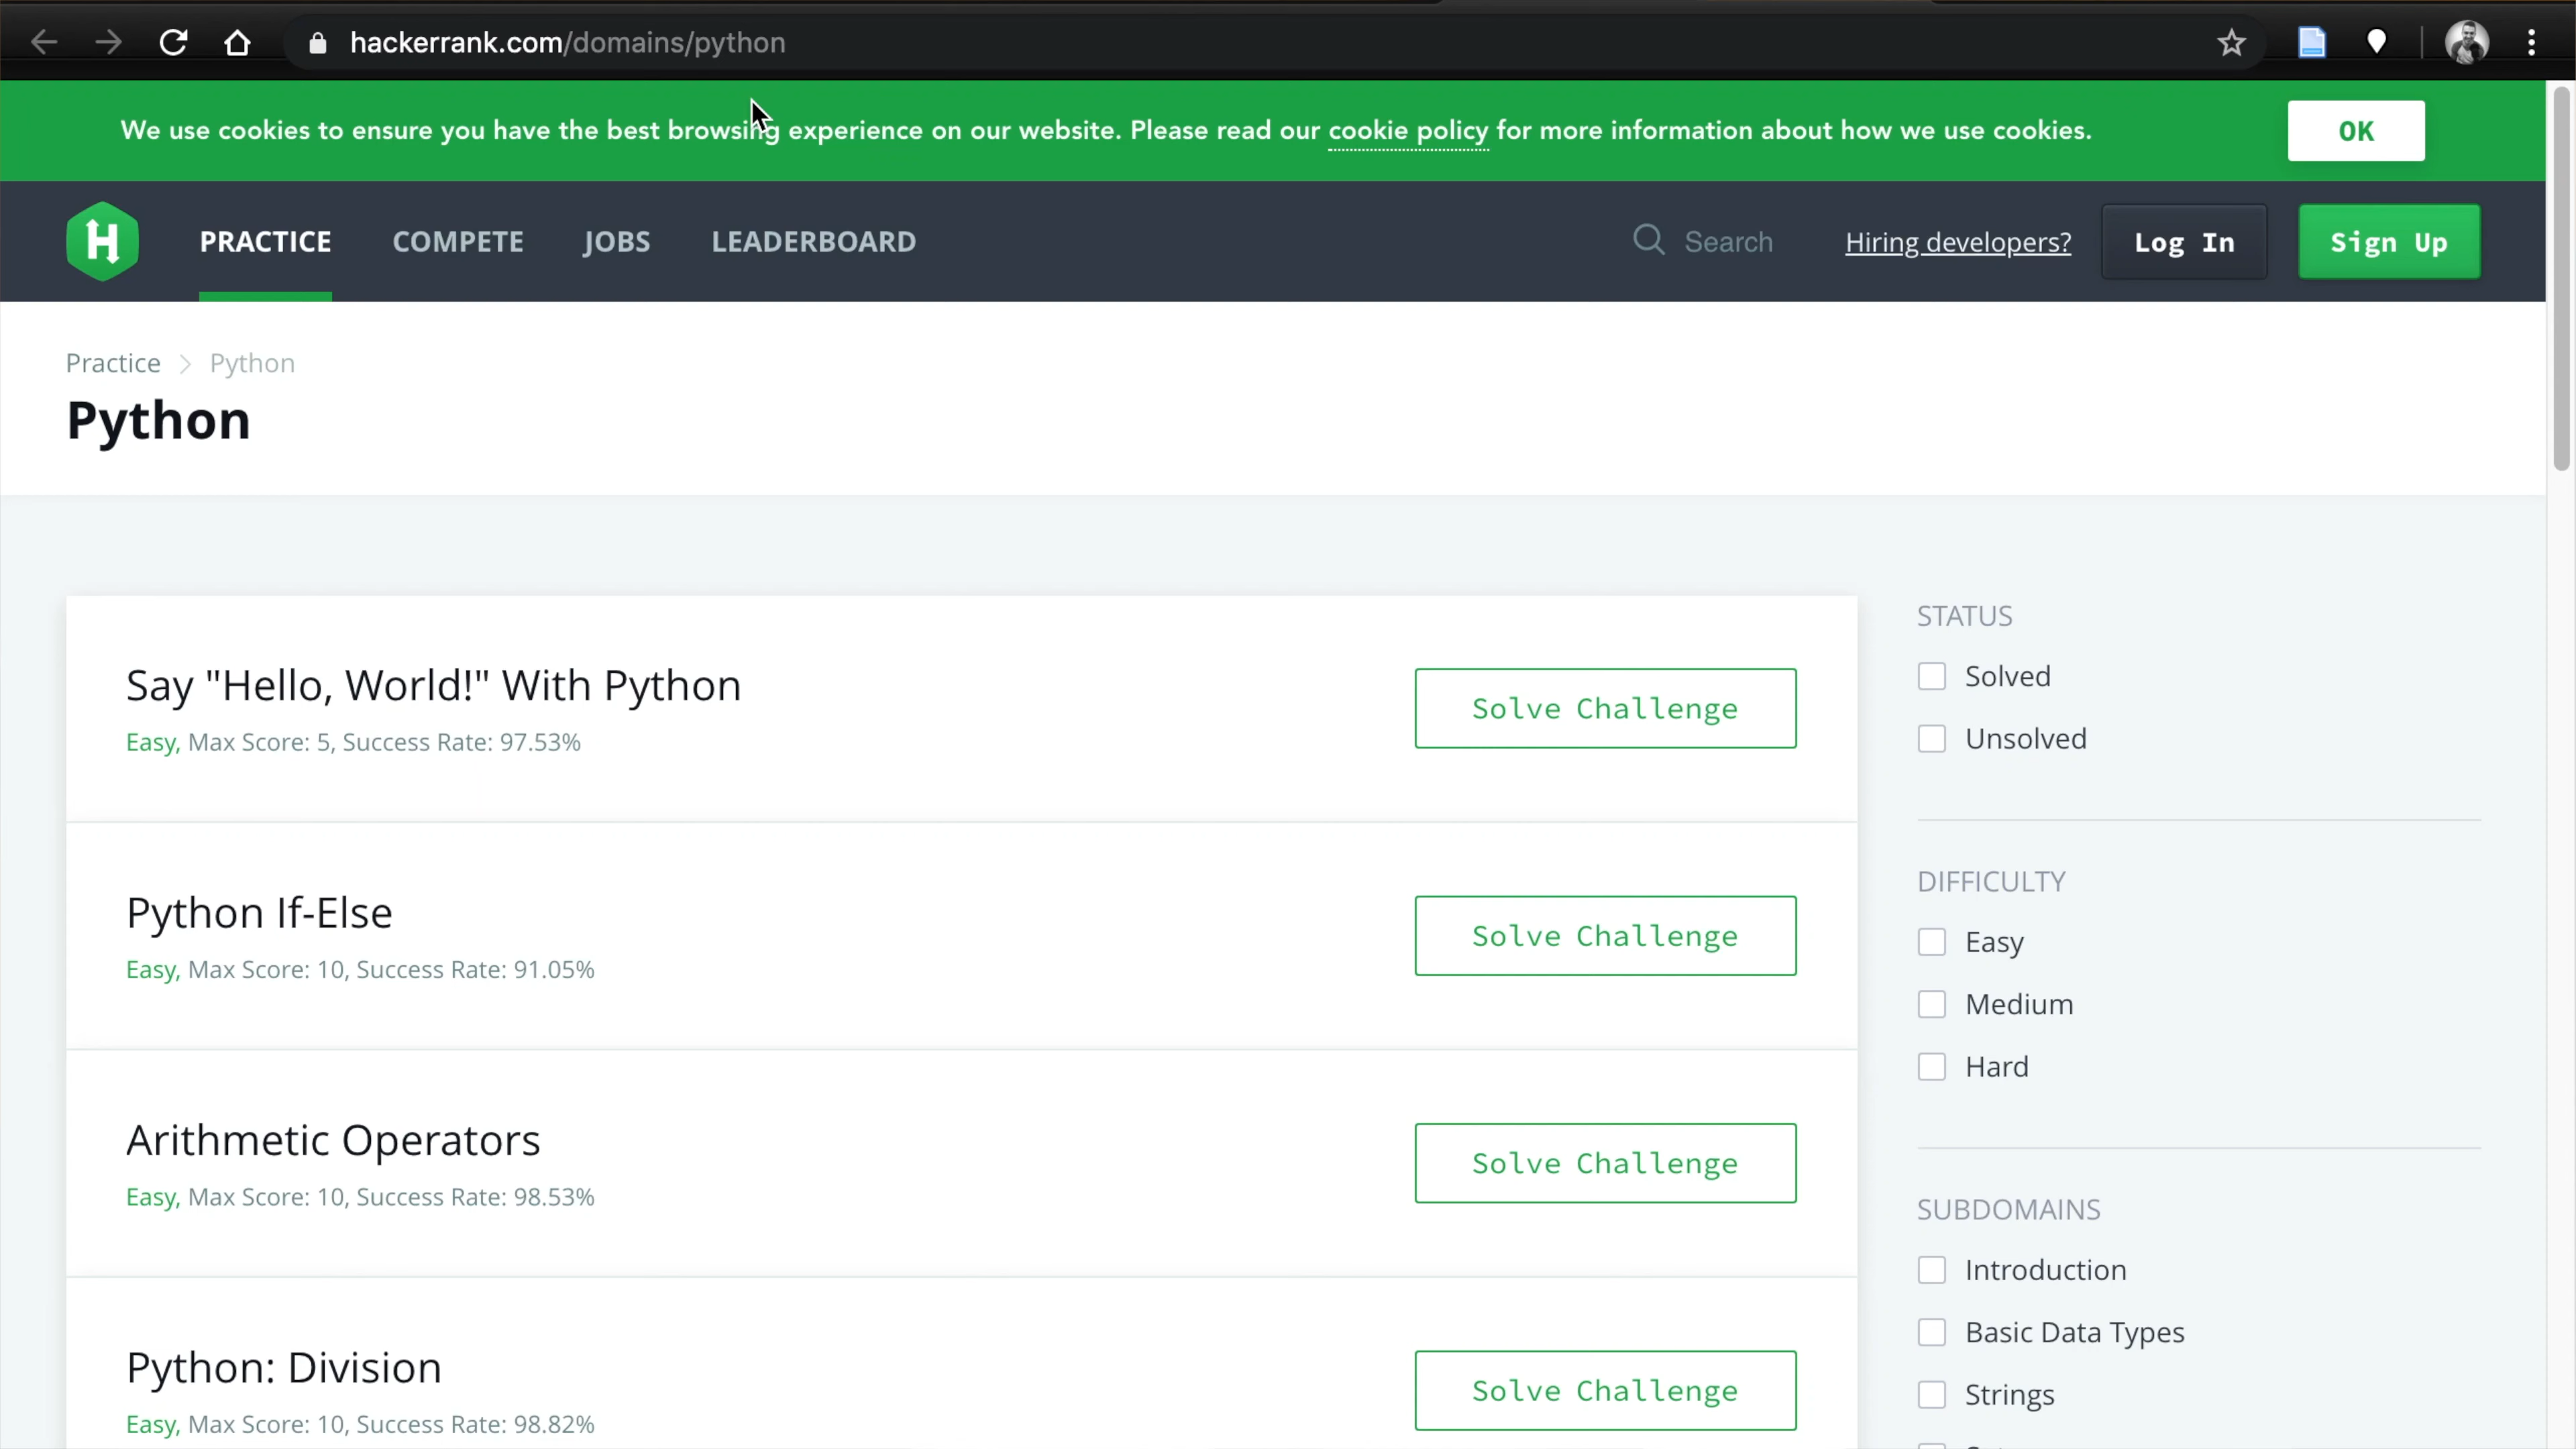 hackerrank.com/domains/python
We use cookies to ensure you have the best browsing experience on our website. Please read our cookie policy for more information about how we use cookies.
OK
H
PRACTICE
COMPETE
JOBS
LEADERBOARD
Search
Hiring developers?
Log In
Sign Up
Practice
Python
Python
Say "Hello, World!" With Python
Easy, Max Score: 5, Success Rate: 97.53%
Solve Challenge
Python If-Else
Easy, Max Score: 10, Success Rate: 91.05%
Solve Challenge
Arithmetic Operators
Easy, Max Score: 10, Success Rate: 98.53%
Solve Challenge
Python: Division
Easy, Max Score: 10, Success Rate: 98.82%
Solve Challenge
STATUS
Solved
Unsolved
DIFFICULTY
Easy
Medium
Hard
SUBDOMAINS
Introduction
Basic Data Types
Strings